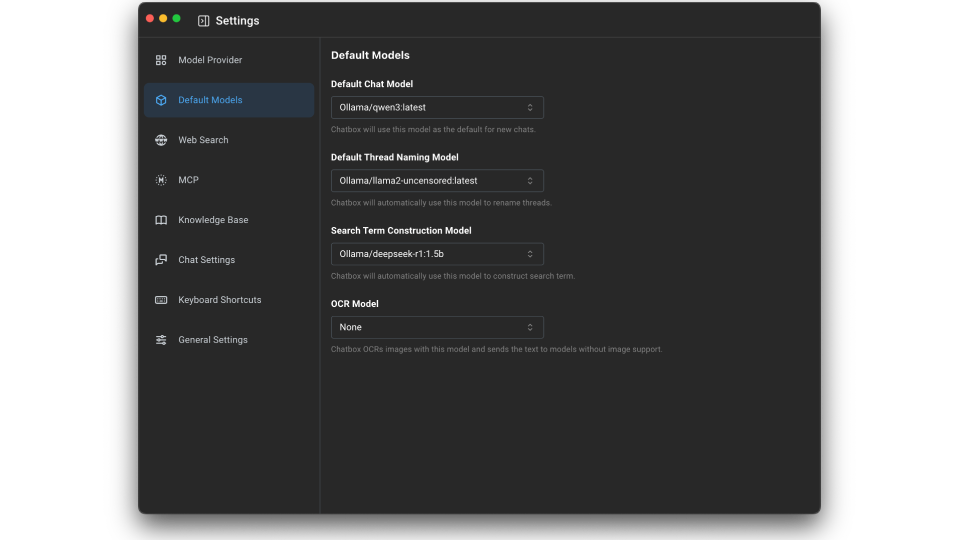 Settings
Model Provider
Default Models
Web Search
MCP
Knowledge Base
Chat Settings
Keyboard Shortcuts
General Settings
Default Models
Default Chat Model
Ollama/qwen3:latest
Chatbox will use this model as the default for new chats.
Default Thread Naming Model
Ollama/llama2-uncensored:latest
Chatbox will automatically use this model to rename threads.
Search Term Construction Model
Ollama/deepseek-r1:1.5b
Chatbox will automatically use this model to construct search term.
OCR Model
None
Chatbox OCRs images with this model and sends the text to models without image support.